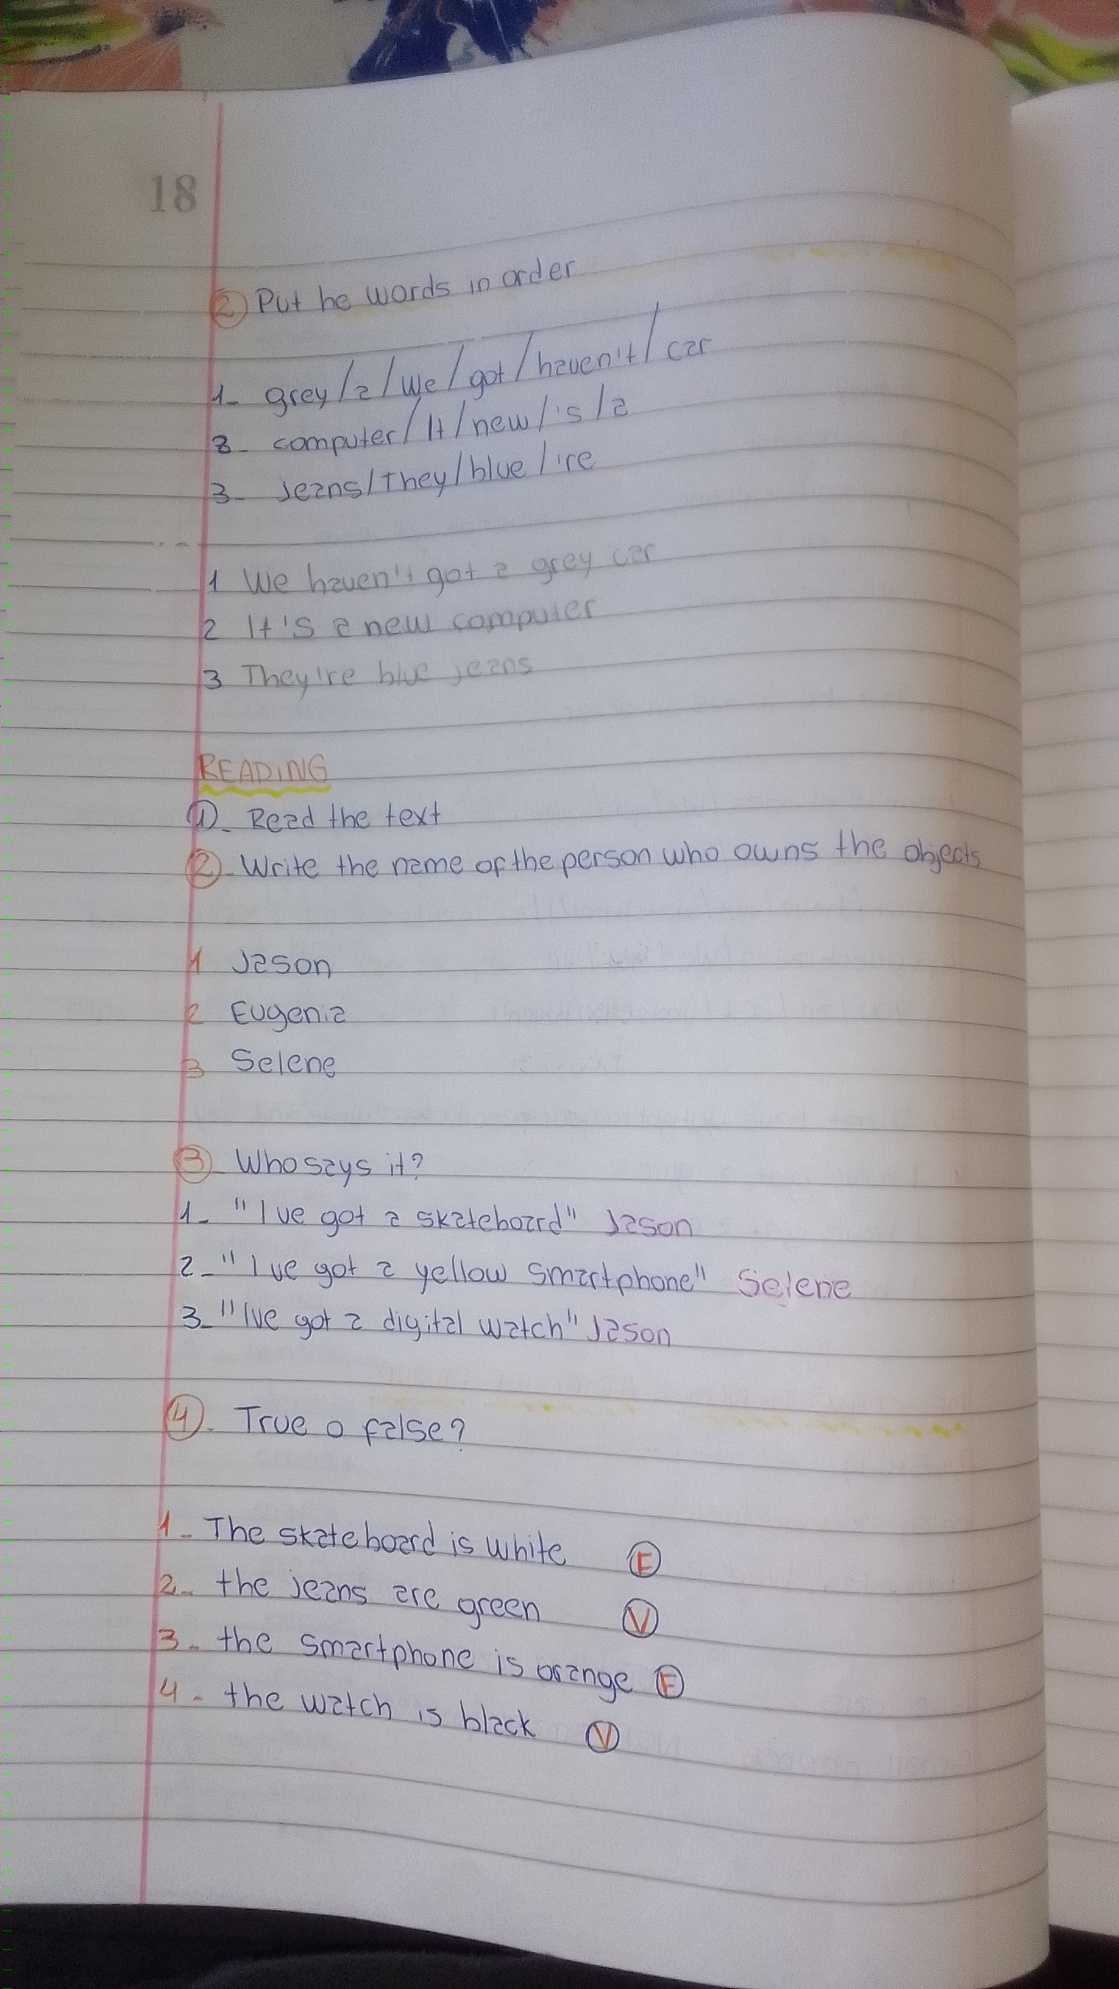 18
2 Put he words in order
1- grey/a/we/got/haven't/car
3- computer/It/new/'s/a
3- Jeans/They/blue/'re
1 We haven't got a grey car
2 It's a new computer
3 They're blue jeans
READING
1). Read the text
2). Write the name of the person who owns the objects
1 Jason
2 Eugenia
3 Selene
3). Who says it?
1- "I've got a skateboard" Jason
2- "I've got a yellow smartphone" Selene
3- "I've got a digital watch" Jason
4). True o false?
1- The skateboard is white F
2- the jeans are green V
3- the smartphone is orange F
4- the watch is black V